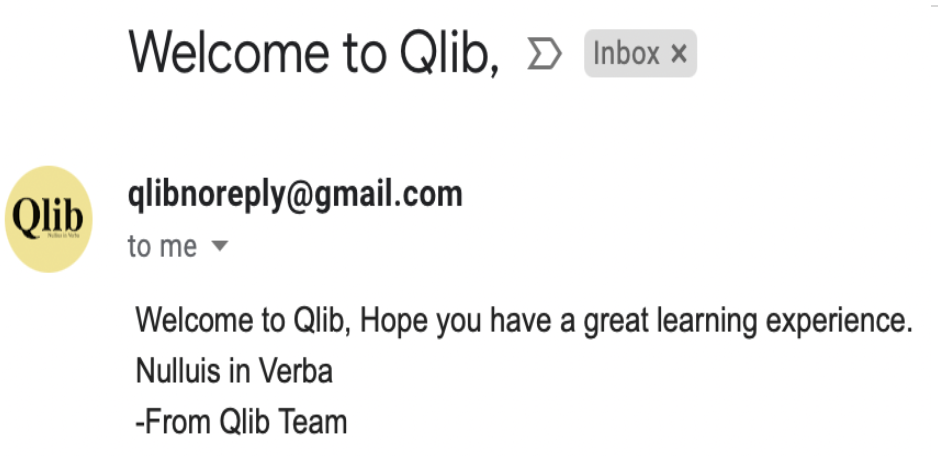 Welcome to Qlib, Inbox ×
Qlib
Nulluis in Verba
qlibnoreply@gmail.com
to me
Welcome to Qlib, Hope you have a great learning experience.
Nulluis in Verba
-From Qlib Team